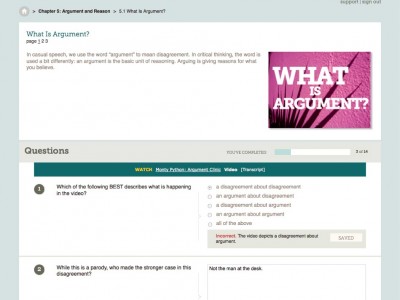 support | sign out
> Chapter 5: Argument and Reason > 5.1 What Is Argument?
What Is Argument?
page 1 2 3
In casual speech, we use the word "argument" to mean disagreement. In critical thinking, the word is
used a bit differently: an argument is the basic unit of reasoning. Arguing is giving reasons for what
you believe.
WHAT
IS
ARGUMENT?
Questions
YOU'VE COMPLETED
2 of 14
WATCH Monty Python: Argument Clinic Video [Transcript]
1
Which of the following BEST describes what is happening
in the video?
a disagreement about disagreement
an argument about disagreement
a disagreement about argument
an argument about argument
all of the above
Incorrect. The video depicts a disagreement about
argument.
SAVED
2
While this is a parody, who made the stronger case in this
disagreement?
Not the man at the desk.